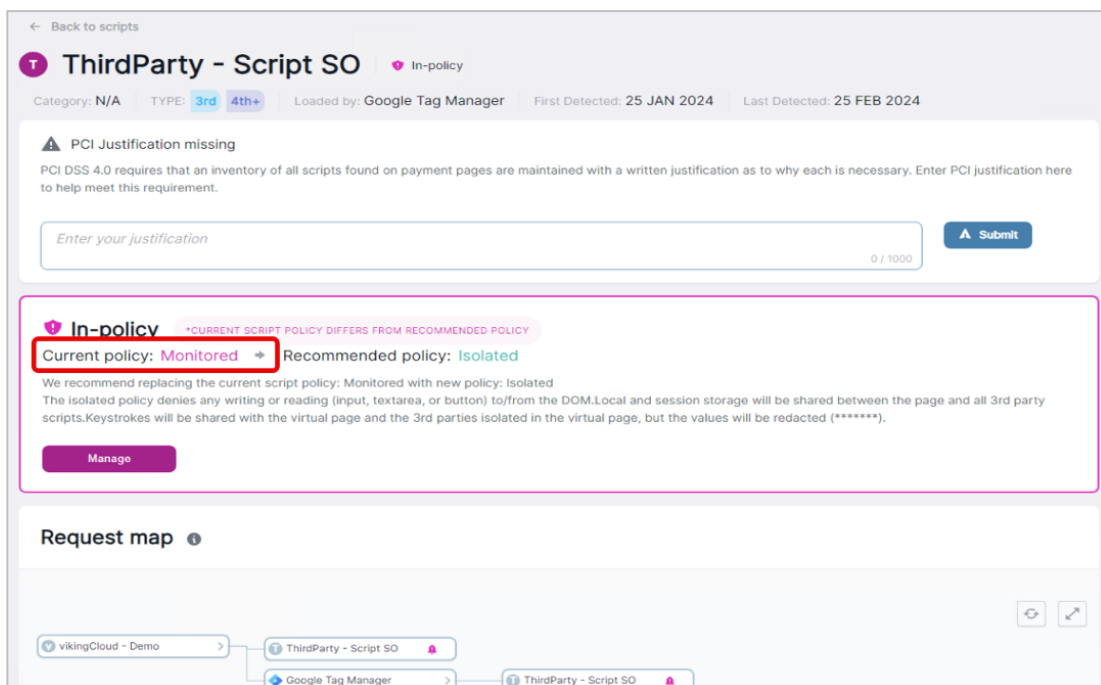 ← Back to scripts
T ThirdParty - Script SO In-policy
Category: N/A TYPE: 3rd 4th+ Loaded by: Google Tag Manager First Detected: 25 JAN 2024 Last Detected: 25 FEB 2024
PCI Justification missing
PCI DSS 4.0 requires that an inventory of all scripts found on payment pages are maintained with a written justification as to why each is necessary. Enter PCI justification here
to help meet this requirement.
Enter your justification
Submit
0 / 1000
In-policy *CURRENT SCRIPT POLICY DIFFERS FROM RECOMMENDED POLICY
Current policy: Monitored → Recommended policy: Isolated
We recommend replacing the current script policy: Monitored with new policy: Isolated
The isolated policy denies any writing or reading (input, textarea, or button) to/from the DOM.Local and session storage will be shared between the page and all 3rd party
scripts.Keystrokes will be shared with the virtual page and the 3rd parties isolated in the virtual page, but the values will be redacted (*******).
Manage
Request map
V vikingCloud - Demo >
T ThirdParty - Script SO
Google Tag Manager >
T ThirdParty - Script SO